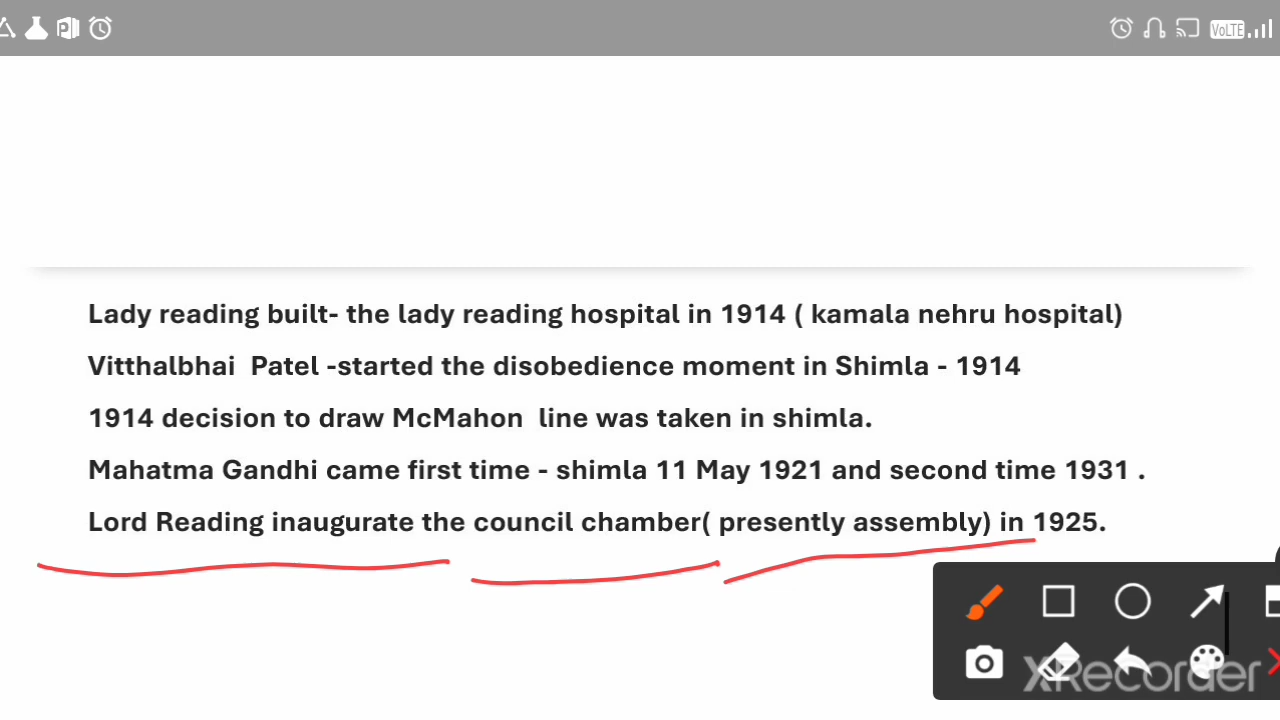 VoLTE
Lady reading built- the lady reading hospital in 1914 ( kamala nehru hospital)
Vitthalbhai Patel -started the disobedience moment in Shimla - 1914
1914 decision to draw McMahon line was taken in shimla.
Mahatma Gandhi came first time - shimla 11 May 1921 and second time 1931 .
Lord Reading inaugurate the council chamber( presently assembly) in 1925.
XRecorder